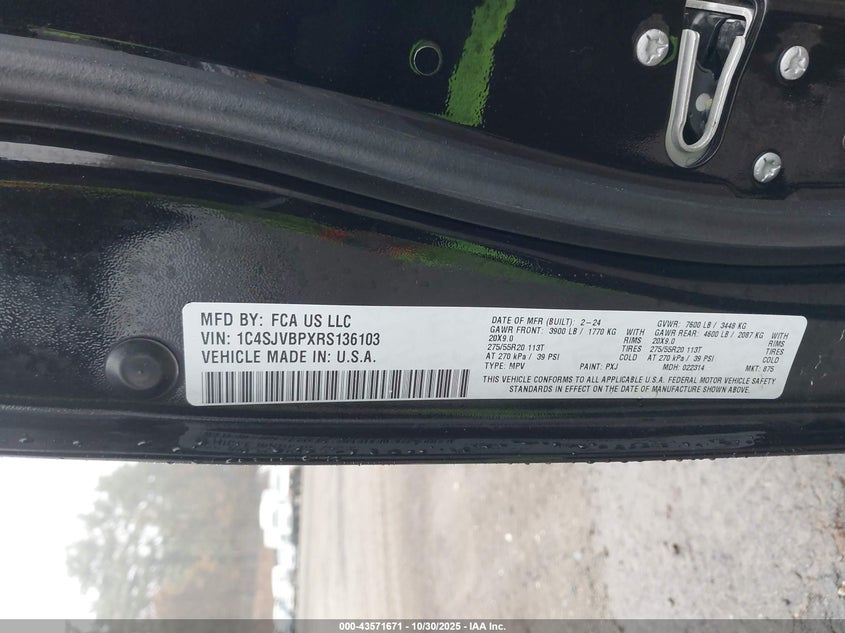 MFD BY: FCA US LLC
VIN: 1C4SJVBPXRS136103
VEHICLE MADE IN U.S.A.
DATE OF MFR (BUILT): 2-24 GVWR: 7600 LB / 3448 KG
GAWR FRONT: 3900 LB / 1770 KG WITH GAWR REAR: 4600 LB / 2087 KG WITH
20X9.0 RIMS 20X9.0 RIMS
275/55R20 113T TIRES 275/55R20 113T TIRES
AT 270 kPa / 39 PSI COLD AT 270 kPa / 39 PSI COLD
TYPE: MPV PAINT: PXJ MDH: 022314 MKT: 875
THIS VEHICLE CONFORMS TO ALL APPLICABLE U.S.A. FEDERAL MOTOR VEHICLE SAFETY
STANDARDS IN EFFECT ON THE DATE OF MANUFACTURE SHOWN ABOVE.
000-43571671 - 10/30/2025 - IAA Inc.